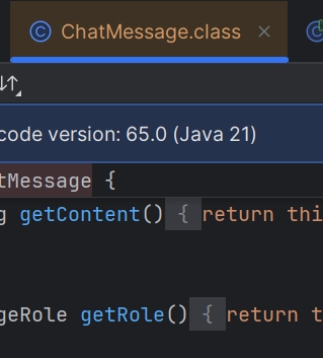 ChatMessage.class
code version: 65.0 (Java 21)
tMessage {
g getContent() { return thi
geRole getRole() { return t